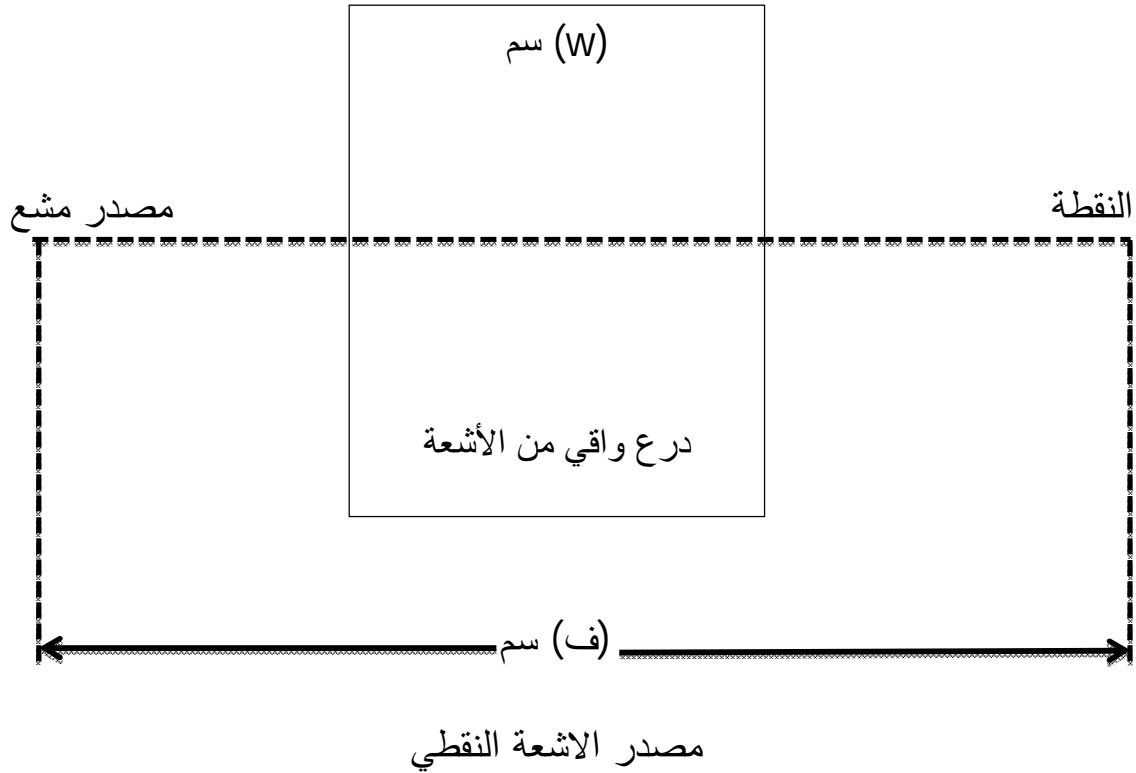 (W) سم
النقطة
مصدر مشع
درع واقي من الأشعة
(ف) سم
مصدر الاشعة النقطي